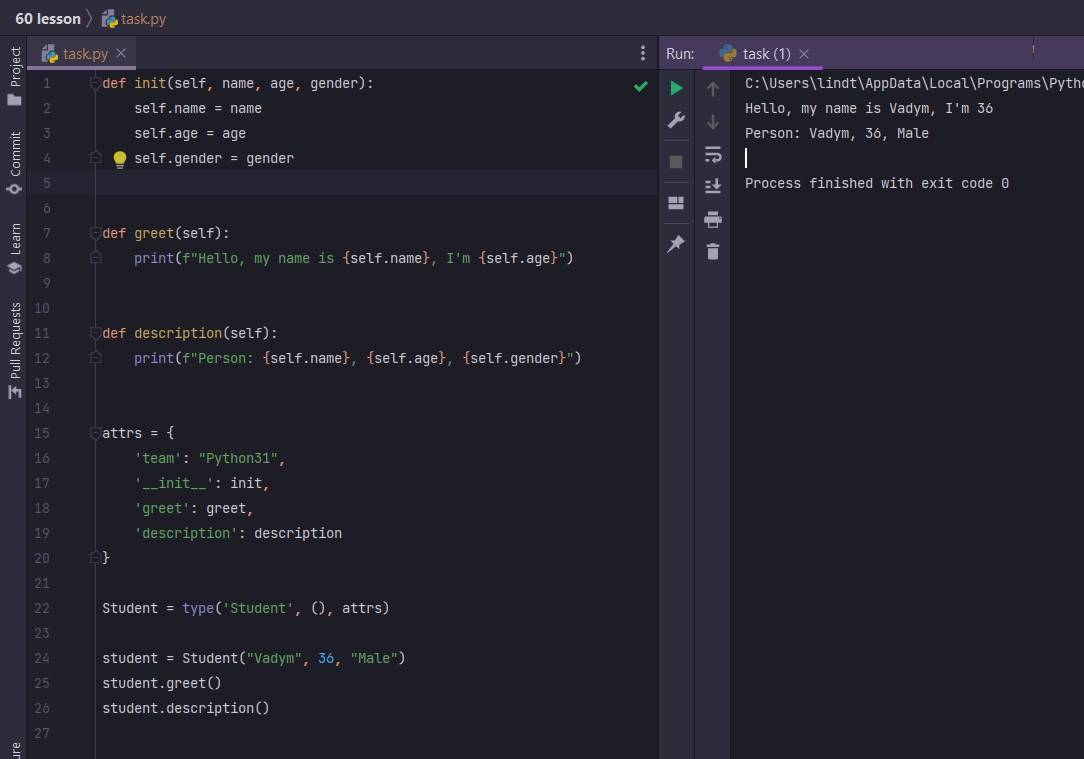 60 lesson task.py
Project
Commit
Learn
Pull Requests
task.py
1 def init(self, name, age, gender):
2     self.name = name
3     self.age = age
4     self.gender = gender
5
6
7 def greet(self):
8     print(f"Hello, my name is {self.name}, I'm {self.age}")
9
10
11 def description(self):
12     print(f"Person: {self.name}, {self.age}, {self.gender}")
13
14
15 attrs = {
16     'team': "Python31",
17     '__init__': init,
18     'greet': greet,
19     'description': description
20 }
21
22 Student = type('Student', (), attrs)
23
24 student = Student("Vadym", 36, "Male")
25 student.greet()
26 student.description()
27
Run: task (1)
C:\Users\lindt\AppData\Local\Programs\Pytho
Hello, my name is Vadym, I'm 36
Person: Vadym, 36, Male
Process finished with exit code 0